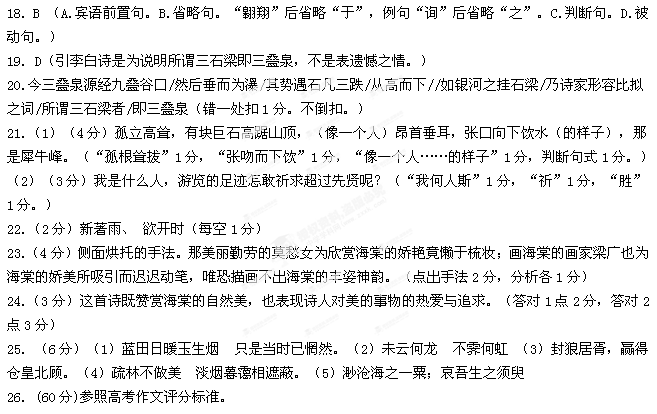 18. B （A.宾语前置句。B.省略句。“翱翔”后省略“于”，例句“询”后省略“之”。C.判断句。D.被
动句。）
19. D（引李白诗是为说明所谓三石梁即三叠泉，不是表遗憾之情。）
20.今三叠泉源经九叠谷口/然后垂而为瀑/其势遇石凡三跌/从高而下//如银河之挂石梁/乃诗家形容比拟
之词/所谓三石梁者/即三叠泉（错一处扣1分。不倒扣。）
21.（1）（4分）孤立高耸，有块巨石高踞山顶，（像一个人）昂首垂耳，张口向下饮水（的样子），那
是犀牛峰。（“孤根耸拔”1分，“张吻而下饮”1分，“像一个人……的样子”1分，判断句式1分。）
（2）（3分）我是什么人，游览的足迹怎敢祈求超过先贤呢？（“我何人斯”1分，“祈”1分，“胜”
1分。）
22.（2分）新著雨、 欲开时（每空1分）
23.（4分）侧面烘托的手法。那美丽勤劳的莫愁女为欣赏海棠的娇艳竟懒于梳妆；画海棠的画家梁广也为
海棠的娇美所吸引而迟迟动笔，唯恐描画不出海棠的丰姿神韵。（点出手法2分，分析各1分）
24.（3分）这首诗既赞赏海棠的自然美，也表现诗人对美的事物的热爱与追求。（答对1点2分，答对2
点3分）
25. （6分）（1）蓝田日暖玉生烟 只是当时已惘然。（2）未云何龙 不霁何虹（3）封狼居胥，赢得
仓皇北顾。（4）疏林不做美 淡烟暮霭相遮蔽。（5）渺沧海之一粟；哀吾生之须臾
26. (60分)参照高考作文评分标准。